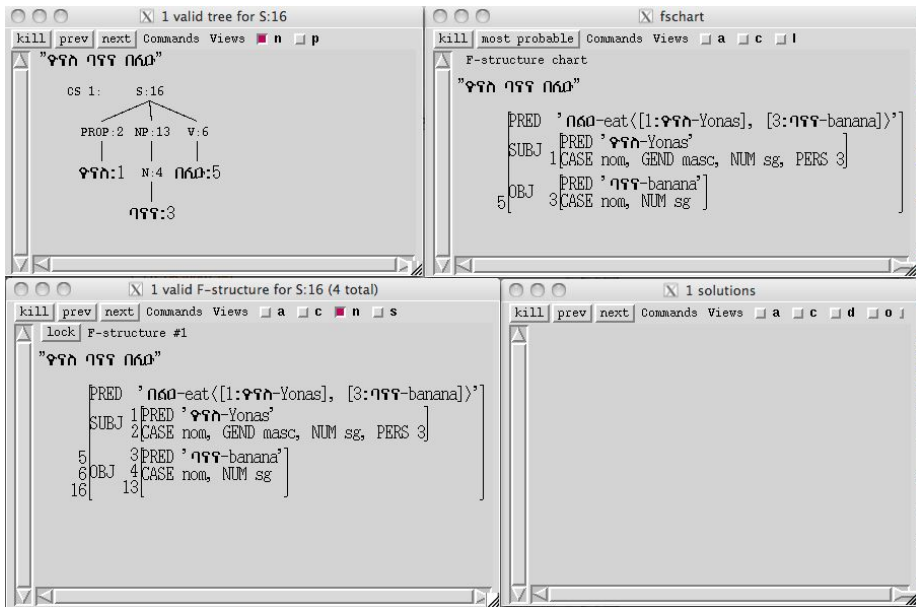 1 valid tree for S:16
kill prev next Commands Views n p
"ዮናስ ባናና በሊዑ"
CS 1: S:16
PROP:2 NP:13 V:6
ዮናስ:1 N:4 በሊዑ:5
ባናና:3
fschart
kill most probable Commands Views a c l
F-structure chart
"ዮናስ ባናና በሊዑ"
PRED 'በልዐ-eat<[1:ዮናስ-Yonas], [3:ባናና-banana]>'
PRED 'ዮናስ-Yonas'
SUBJ
1 CASE nom, GEND masc, NUM sg, PERS 3
PRED 'ባናና-banana'
OBJ
5 3 CASE nom, NUM sg
1 valid F-structure for S:16 (4 total)
kill prev next Commands Views a c n s
lock F-structure #1
"ዮናስ ባናና በሊዑ"
PRED 'በልዐ-eat<[1:ዮናስ-Yonas], [3:ባናና-banana]>'
1 PRED 'ዮናስ-Yonas'
SUBJ
2 CASE nom, GEND masc, NUM sg, PERS 3
5 3 PRED 'ባናና-banana'
6 OBJ 4 CASE nom, NUM sg
16 13
1 solutions
kill prev next Commands Views a c d o